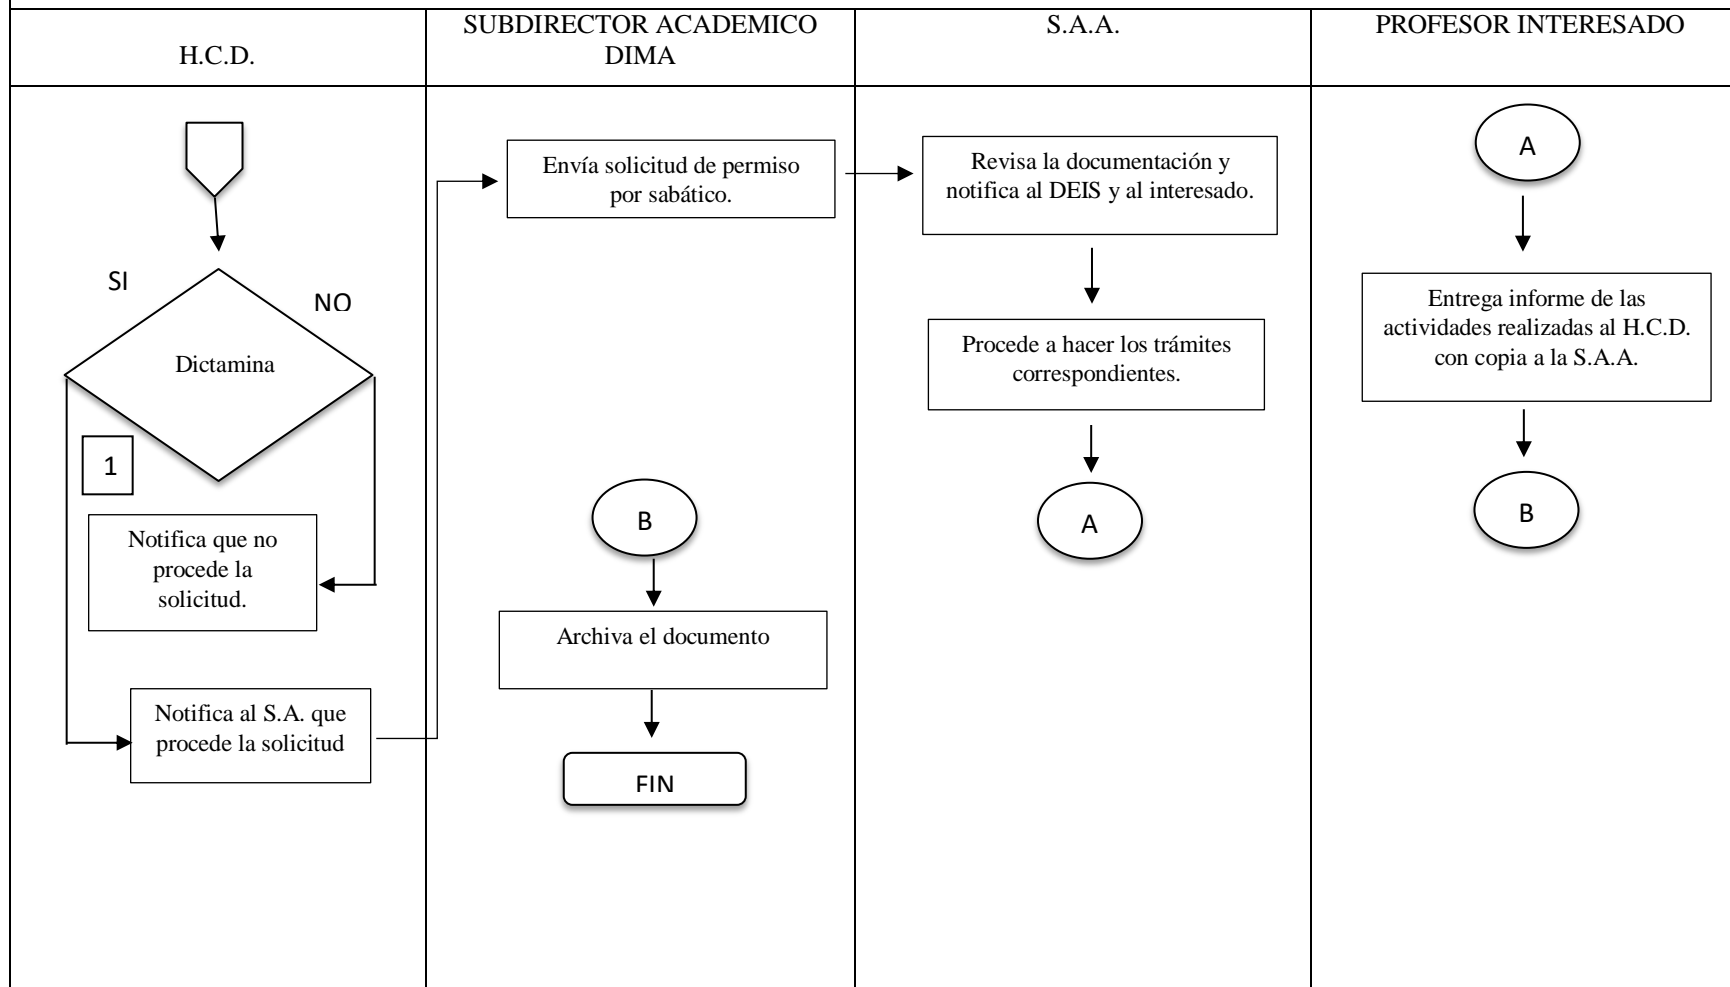 H.C.D.
SUBDIRECTOR ACADEMICO
DIMA
S.A.A.
PROFESOR INTERESADO
SI
NO
Dictamina
1
Notifica que no
procede la
solicitud.
Notifica al S.A. que
procede la solicitud
Envía solicitud de permiso
por sabático.
B
Archiva el documento
FIN
Revisa la documentación y
notifica al DEIS y al interesado.
Procede a hacer los trámites
correspondientes.
A
A
Entrega informe de las
actividades realizadas al H.C.D.
con copia a la S.A.A.
B